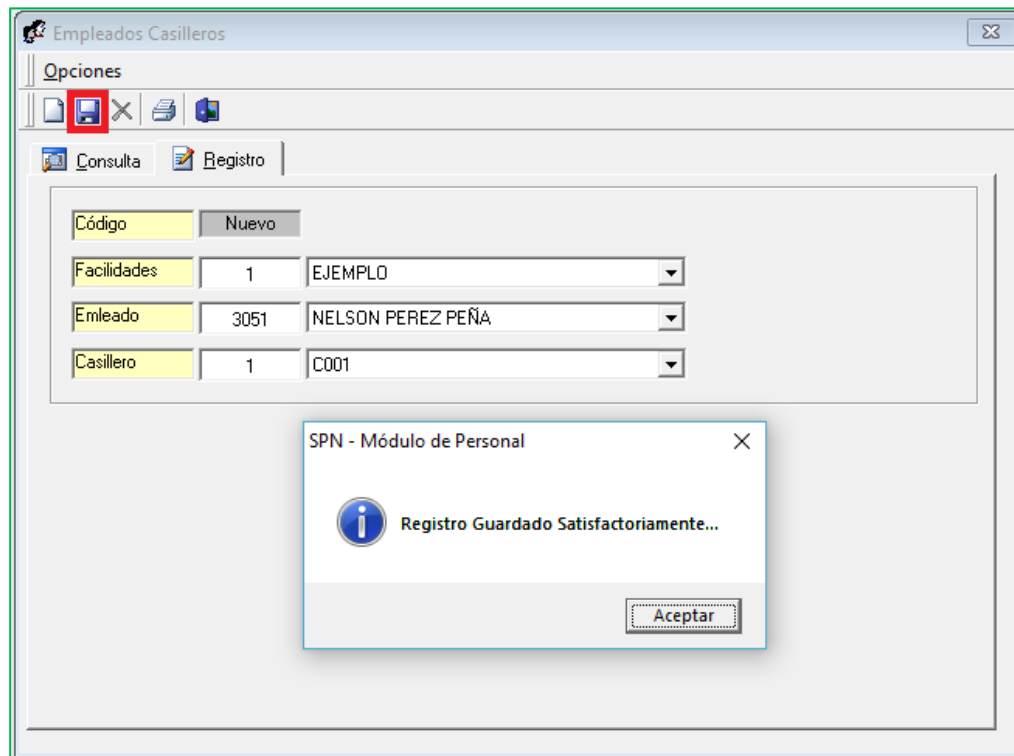 Empleados Casilleros
Opciones
Consulta Registro
Código Nuevo
Facilidades 1 EJEMPLO
Emleado 3051 NELSON PEREZ PEÑA
Casillero 1 C001
SPN - Módulo de Personal
Registro Guardado Satisfactoriamente...
Aceptar